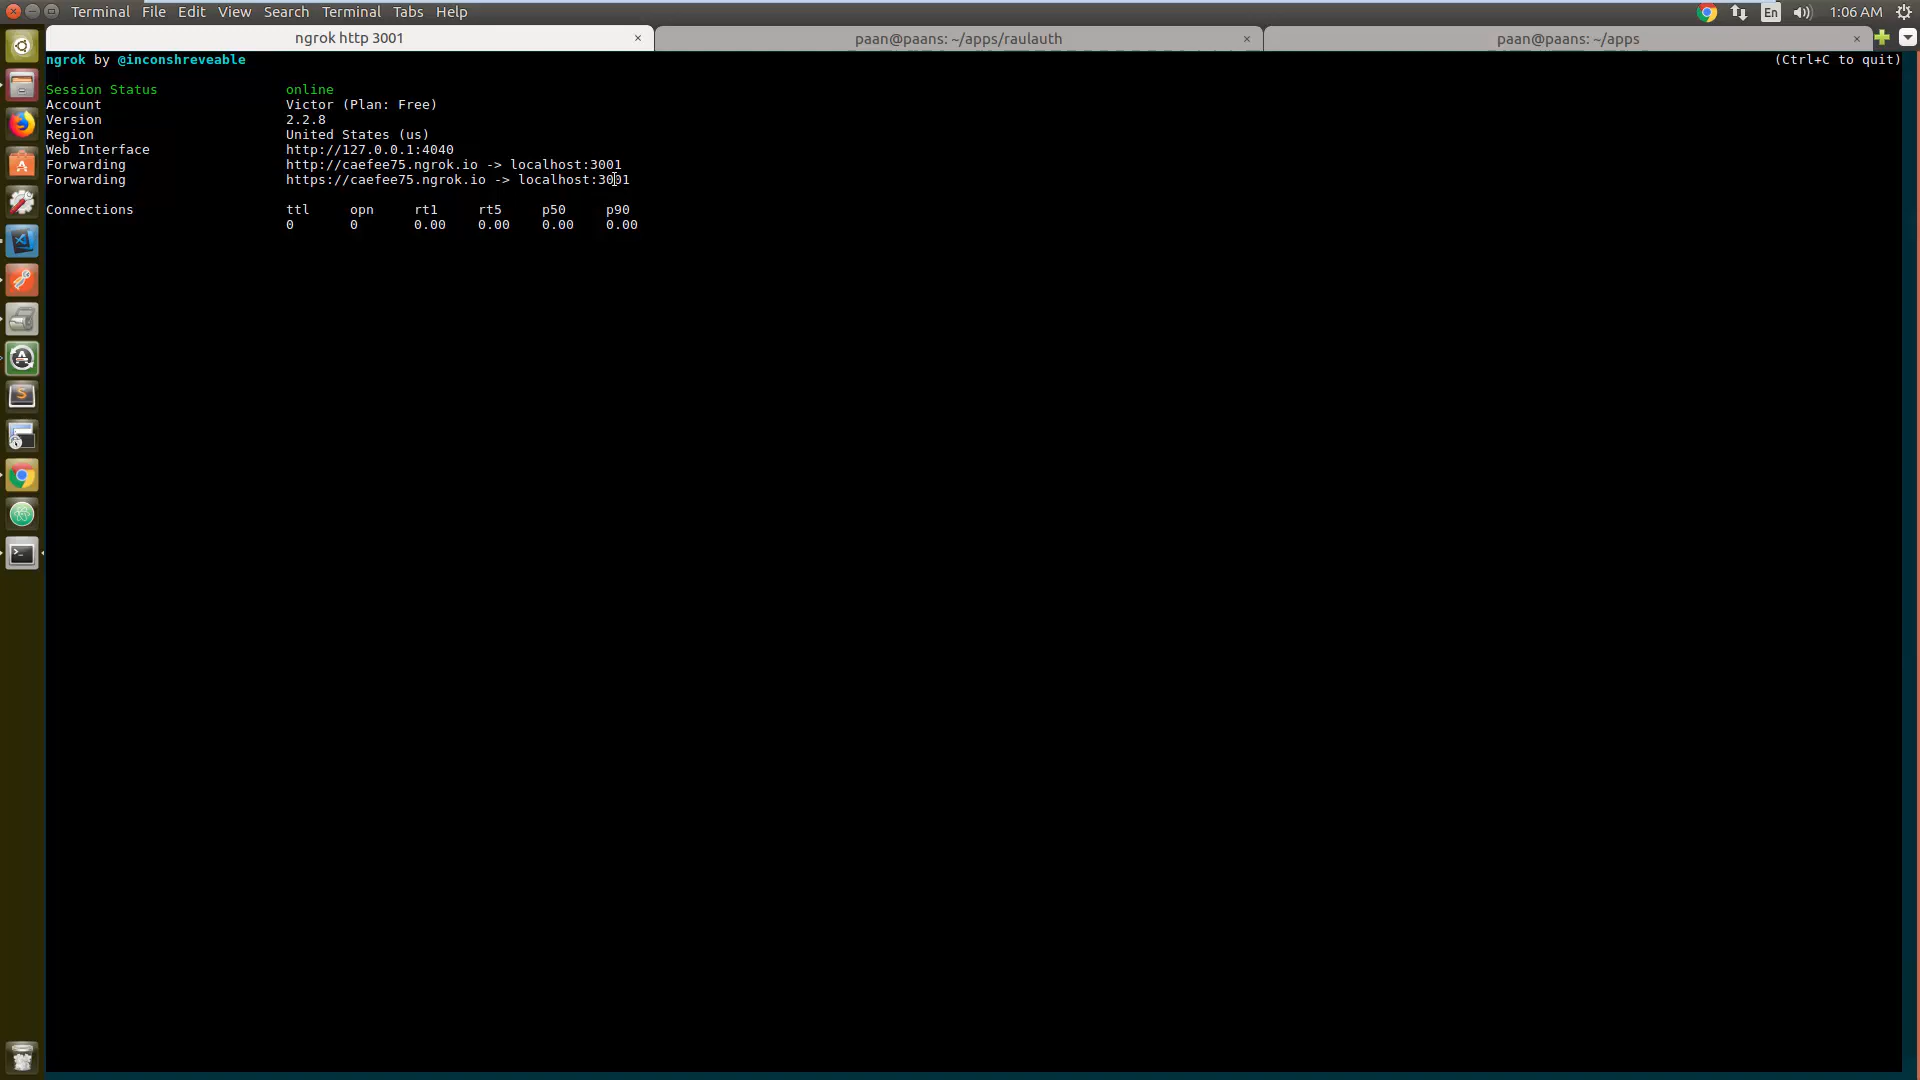 Terminal File Edit View Search Terminal Tabs Help En 1:06 AM
ngrok http 3001 × paan@paans: ~/apps/raulauth × paan@paans: ~/apps ×
ngrok by @inconshreveable (Ctrl+C to quit)
Session Status online
Account Victor (Plan: Free)
Version 2.2.8
Region United States (us)
Web Interface http://127.0.0.1:4040
Forwarding http://caefee75.ngrok.io -> localhost:3001
Forwarding https://caefee75.ngrok.io -> localhost:3001
Connections ttl opn rt1 rt5 p50 p90
0 0 0.00 0.00 0.00 0.00